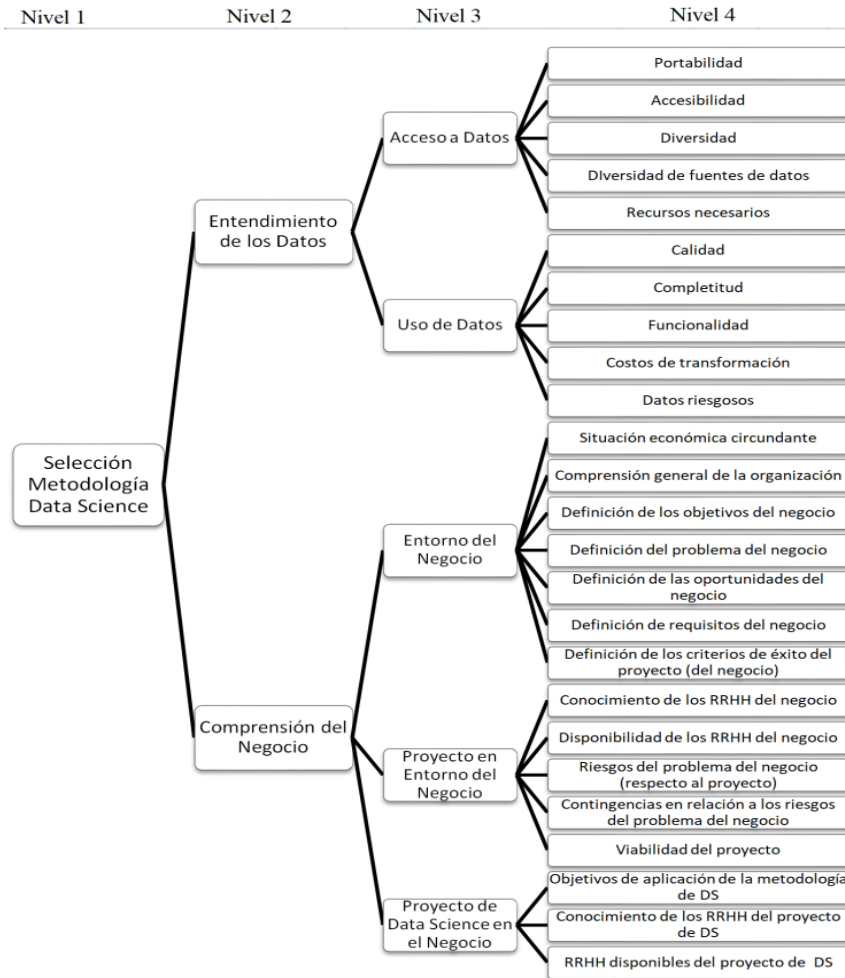 Nivel 1
Nivel 2
Nivel 3
Nivel 4
Selección
Metodología
Data Science
Entendimiento
de los Datos
Acceso a Datos
Portabilidad
Accesibilidad
Diversidad
DIversidad de fuentes de datos
Recursos necesarios
Uso de Datos
Calidad
Completitud
Funcionalidad
Costos de transformación
Datos riesgosos
Comprensión del
Negocio
Entorno del
Negocio
Situación económica circundante
Comprensión general de la organización
Definición de los objetivos del negocio
Definición del problema del negocio
Definición de las oportunidades del
negocio
Definición de requisitos del negocio
Definición de los criterios de éxito del
proyecto (del negocio)
Proyecto en
Entorno del
Negocio
Conocimiento de los RRHH del negocio
Disponibilidad de los RRHH del negocio
Riesgos del problema del negocio
(respecto al proyecto)
Contingencias en relación a los riesgos
del problema del negocio
Viabilidad del proyecto
Proyecto de
Data Science en
el Negocio
Objetivos de aplicación de la metodología
de DS
Conocimiento de los RRHH del proyecto
de DS
RRHH disponibles del proyecto de DS